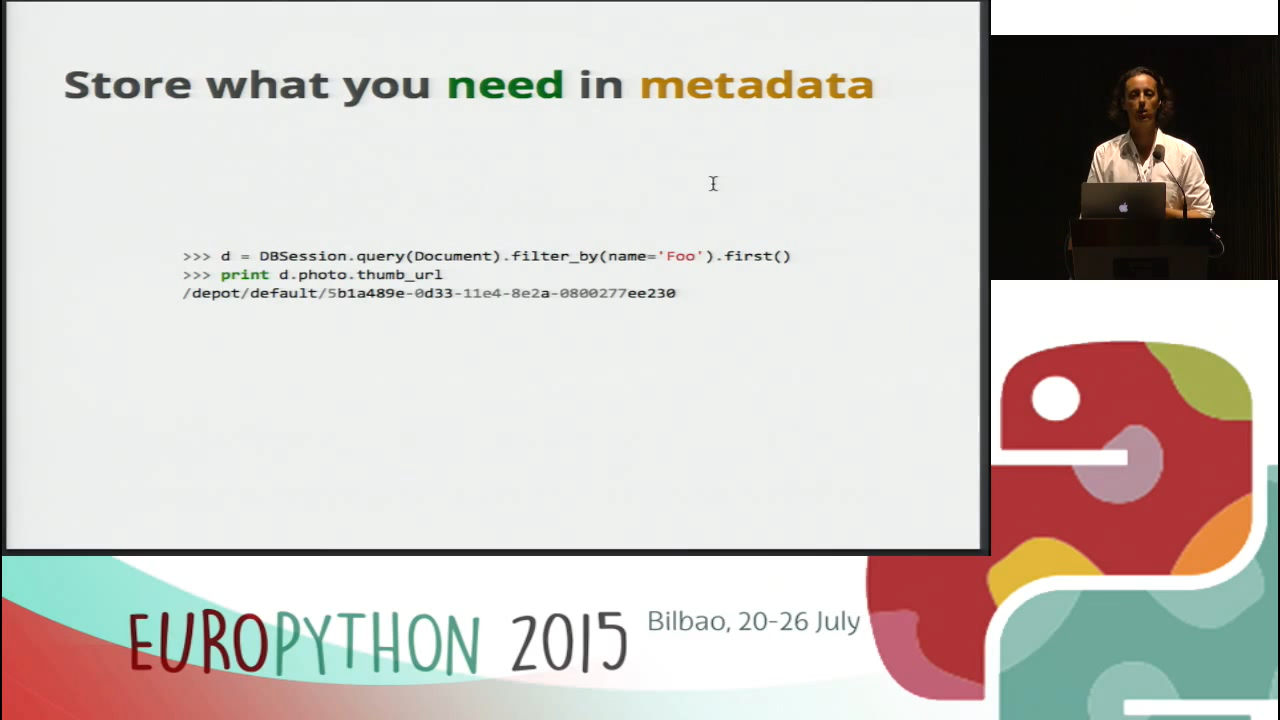 Store what you need in metadata
>>> d = DBSession.query(Document).filter_by(name='Foo').first()
>>> print d.photo.thumb_url
/depot/default/5b1a489e-0d33-11e4-8e2a-0800277ee230
EUROPYTHON 2015
Bilbao, 20-26 July